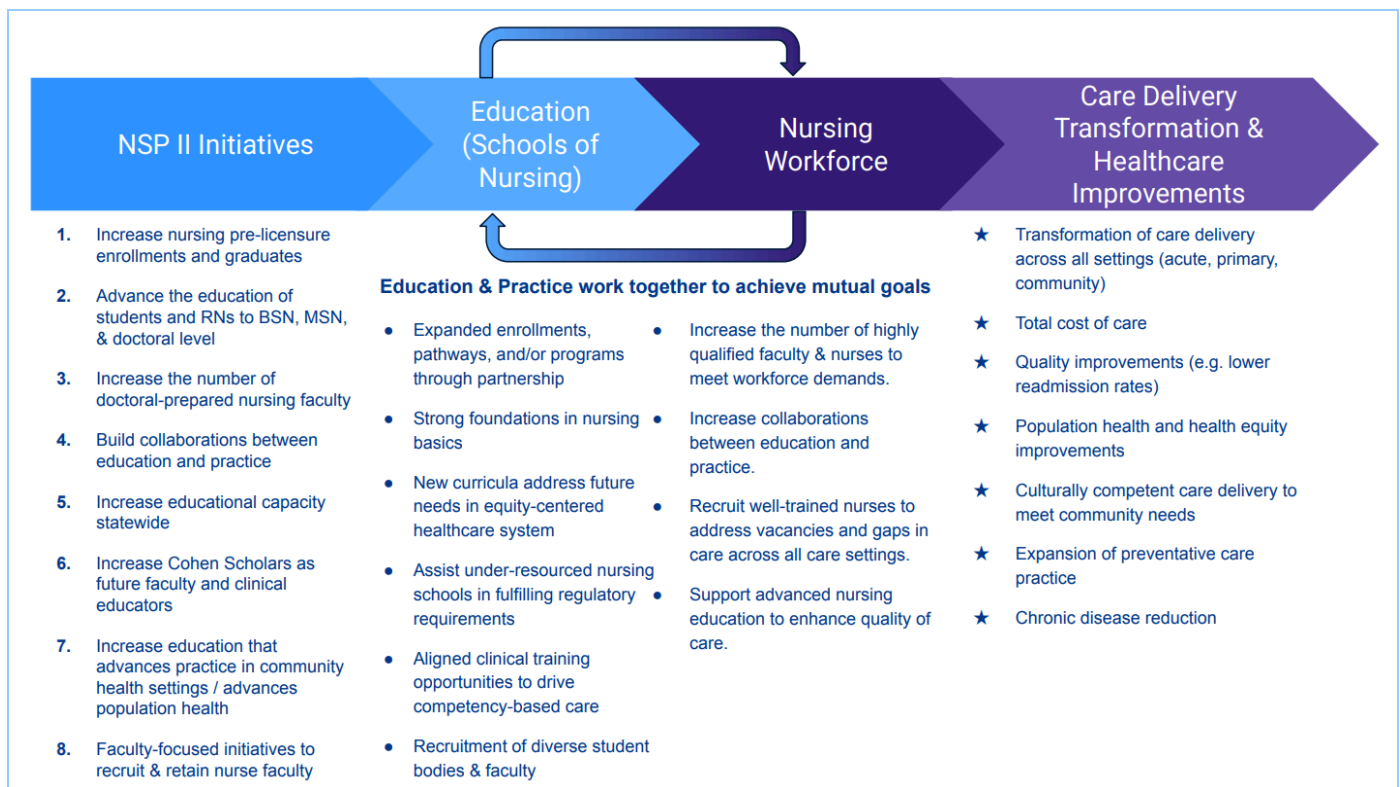 NSP II Initiatives
Education
(Schools of
Nursing)
Nursing
Workforce
Care Delivery
Transformation &
Healthcare
Improvements
1. Increase nursing pre-licensure
enrollments and graduates
2. Advance the education of
students and RNs to BSN, MSN,
& doctoral level
3. Increase the number of
doctoral-prepared nursing faculty
4. Build collaborations between
education and practice
5. Increase educational capacity
statewide
6. Increase Cohen Scholars as
future faculty and clinical
educators
7. Increase education that
advances practice in community
health settings / advances
population health
8. Faculty-focused initiatives to
recruit & retain nurse faculty
Education & Practice work together to achieve mutual goals
● Expanded enrollments,
pathways, and/or programs
through partnership
● Strong foundations in nursing
basics
● New curricula address future
needs in equity-centered
healthcare system
● Assist under-resourced nursing
schools in fulfilling regulatory
requirements
● Aligned clinical training
opportunities to drive
competency-based care
● Recruitment of diverse student
bodies & faculty
● Increase the number of highly
qualified faculty & nurses to
meet workforce demands.
● Increase collaborations
between education and
practice.
● Recruit well-trained nurses to
address vacancies and gaps in
care across all care settings.
● Support advanced nursing
education to enhance quality of
care.
★ Transformation of care delivery
across all settings (acute, primary,
community)
★ Total cost of care
★ Quality improvements (e.g. lower
readmission rates)
★ Population health and health equity
improvements
★ Culturally competent care delivery to
meet community needs
★ Expansion of preventative care
practice
★ Chronic disease reduction